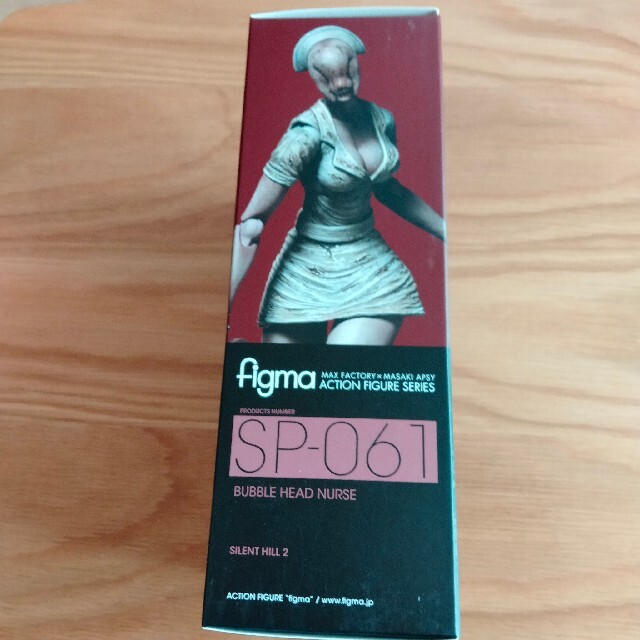 figma MAX FACTORY × MASAKI APSY
ACTION FIGURE SERIES
PRODUCTS NUMBER
SP-061
BUBBLE HEAD NURSE
SILENT HILL 2
ACTION FIGURE "figma" / www.figma.jp